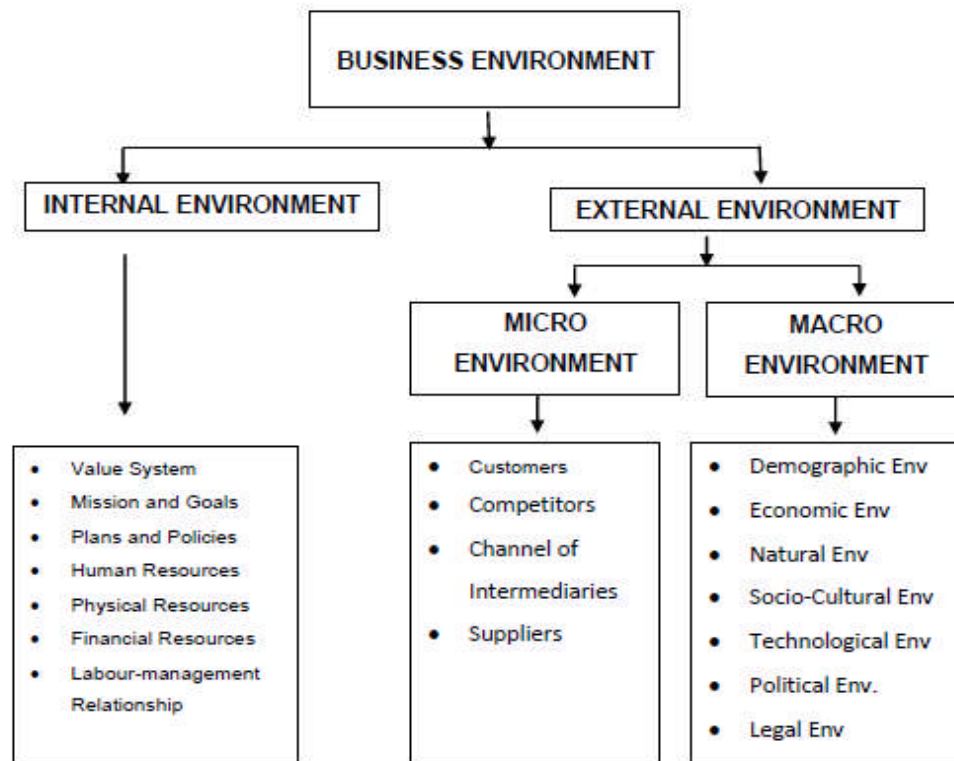 BUSINESS ENVIRONMENT
INTERNAL ENVIRONMENT
EXTERNAL ENVIRONMENT
MICRO
ENVIRONMENT
MACRO
ENVIRONMENT
• Value System
• Mission and Goals
• Plans and Policies
• Human Resources
• Physical Resources
• Financial Resources
• Labour-management
Relationship
• Customers
• Competitors
• Channel of
Intermediaries
• Suppliers
• Demographic Env
• Economic Env
• Natural Env
• Socio-Cultural Env
• Technological Env
• Political Env.
• Legal Env